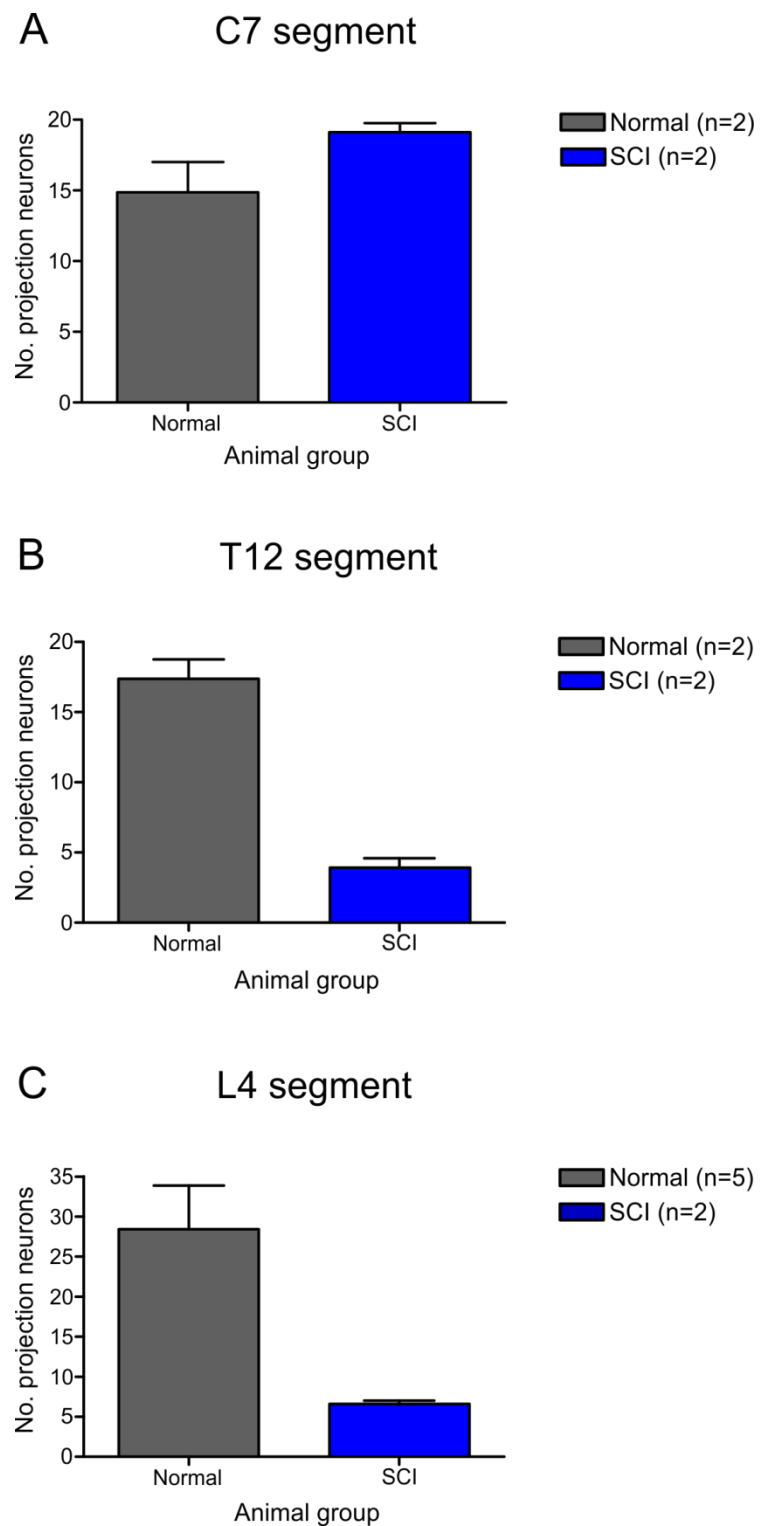 A
C7 segment
No. projection neurons
20
15
10
5
0
Normal
SCI
Animal group
Normal (n=2)
SCI (n=2)
B
T12 segment
No. projection neurons
20
15
10
5
0
Normal
SCI
Animal group
Normal (n=2)
SCI (n=2)
C
L4 segment
No. projection neurons
35
30
25
20
15
10
5
0
Normal
SCI
Animal group
Normal (n=5)
SCI (n=2)